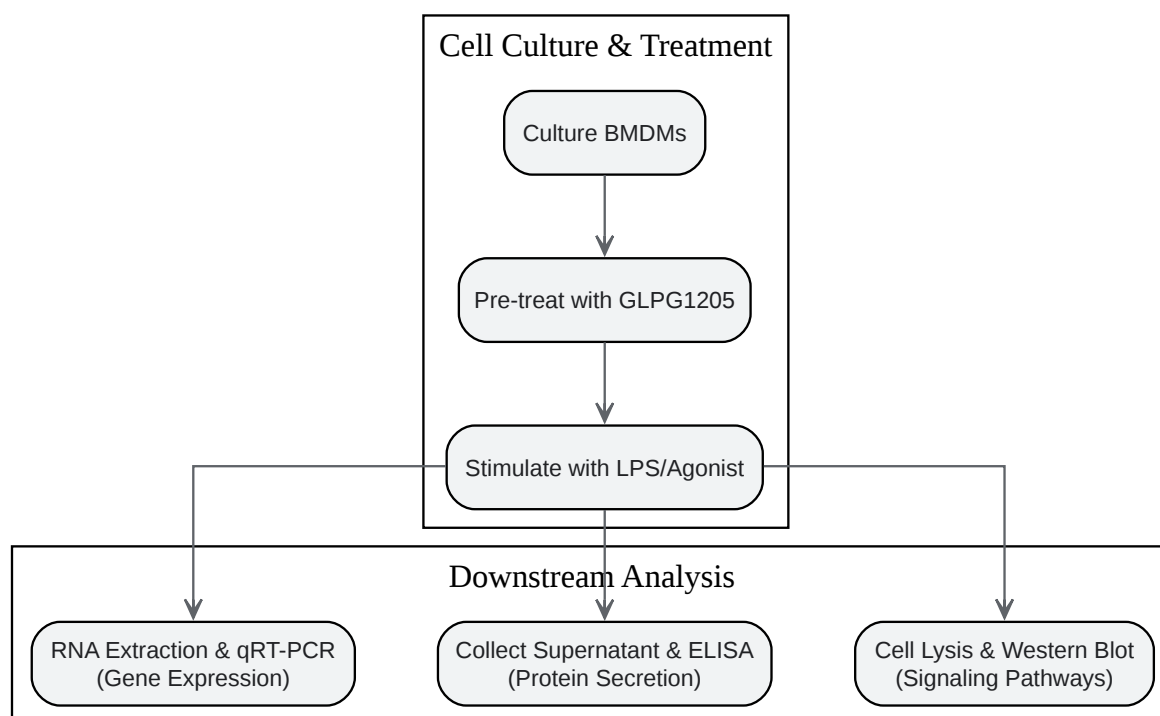 Cell Culture & Treatment
Culture BMDMs
Pre-treat with GLPG1205
Stimulate with LPS/Agonist
Downstream Analysis
RNA Extraction & qRT-PCR
(Gene Expression)
Collect Supernatant & ELISA
(Protein Secretion)
Cell Lysis & Western Blot
(Signaling Pathways)